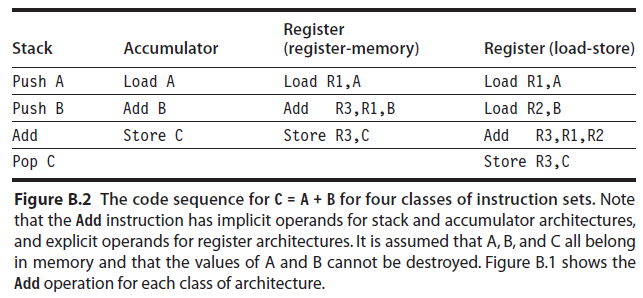 Stack Accumulator Register (register-memory) Register (load-store)
Push A Load A Load R1,A Load R1,A
Push B Add B Add R3,R1,B Load R2,B
Add Store C Store R3,C Add R3,R1,R2
Pop C Store R3,C
Figure B.2 The code sequence for C = A + B for four classes of instruction sets. Note
that the Add instruction has implicit operands for stack and accumulator architectures,
and explicit operands for register architectures. It is assumed that A, B, and C all belong
in memory and that the values of A and B cannot be destroyed. Figure B.1 shows the
Add operation for each class of architecture.